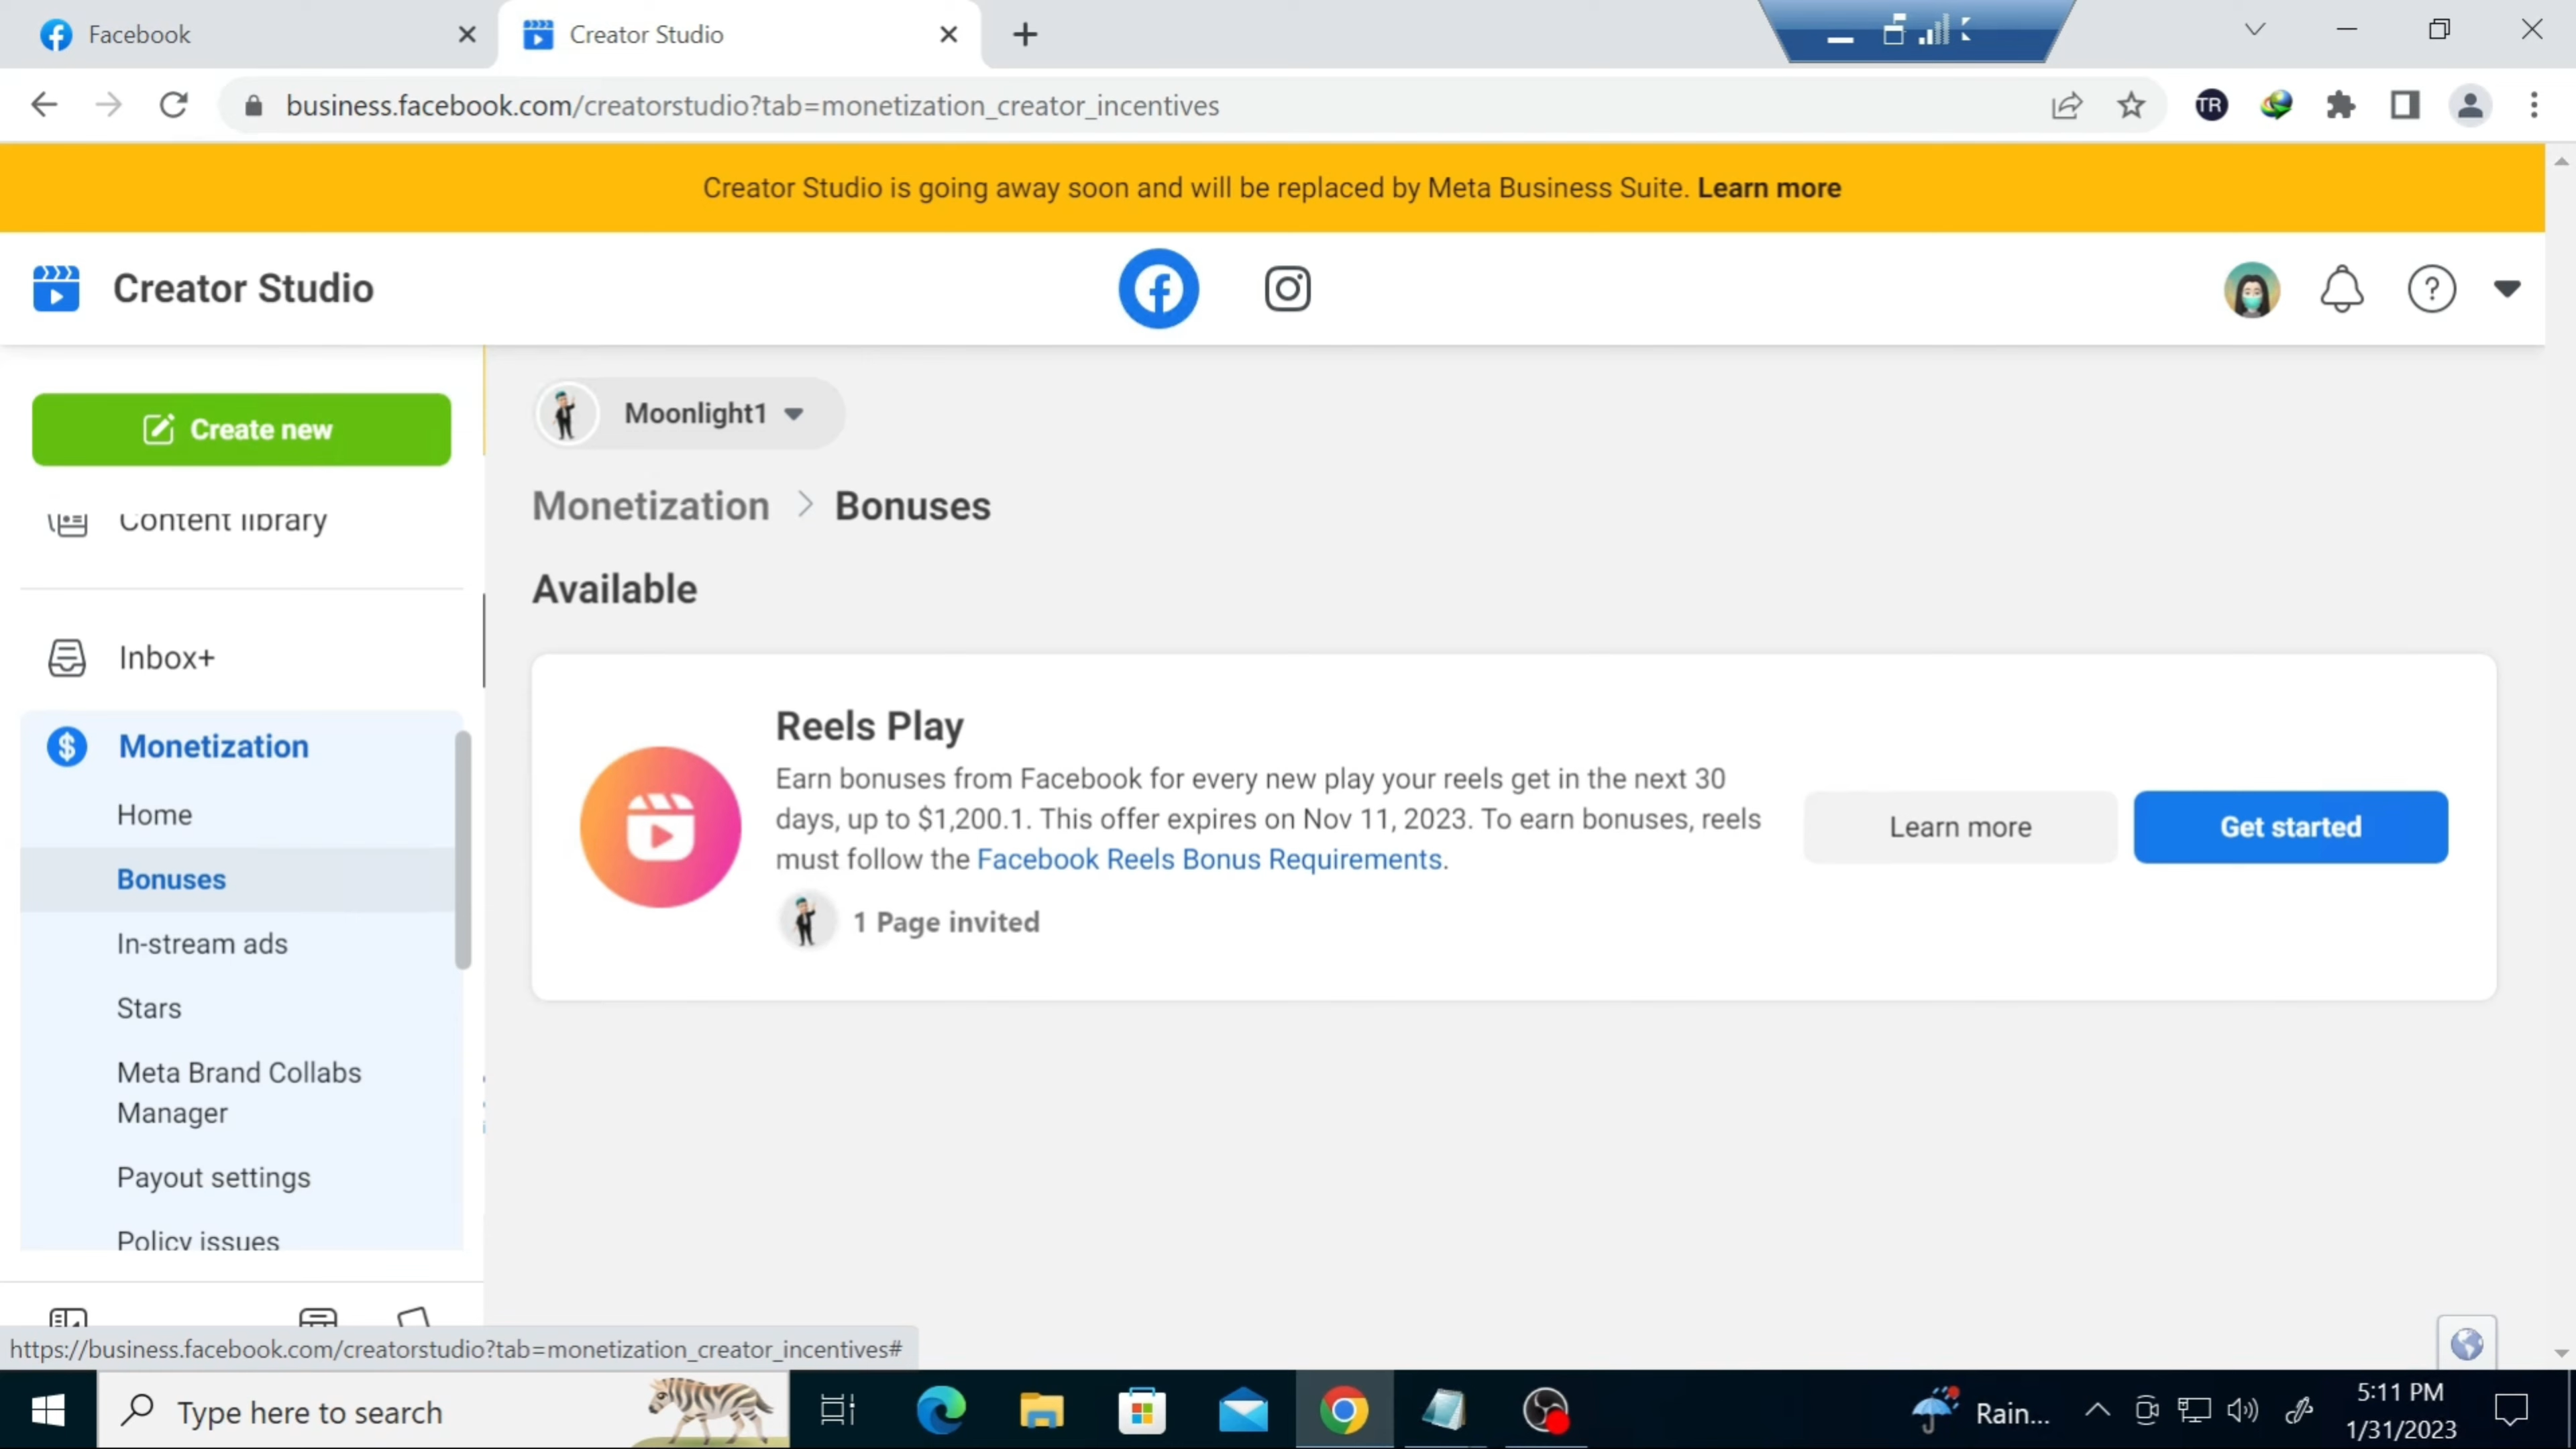 Facebook
Creator Studio
business.facebook.com/creatorstudio?tab=monetization_creator_incentives
TR
Creator Studio is going away soon and will be replaced by Meta Business Suite. Learn more
Creator Studio
Create new
Content library
Inbox+
Monetization
Home
Bonuses
In-stream ads
Stars
Meta Brand Collabs
Manager
Payout settings
Policy issues
Moonlight1
Monetization > Bonuses
Available
Reels Play
Earn bonuses from Facebook for every new play your reels get in the next 30
days, up to $1,200.1. This offer expires on Nov 11, 2023. To earn bonuses, reels
must follow the Facebook Reels Bonus Requirements.
1 Page invited
Learn more
Get started
https://business.facebook.com/creatorstudio?tab=monetization_creator_incentives#
Type here to search
Rain...
5:11 PM
1/31/2023